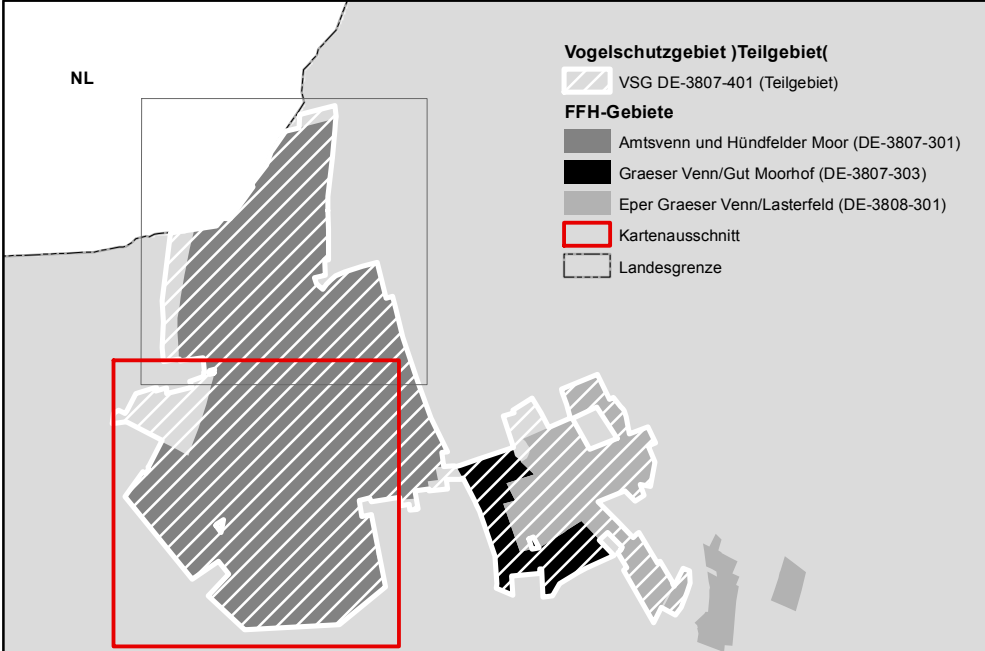 NL
Vogelschutzgebiet )Teilgebiet(
VSG DE-3807-401 (Teilgebiet)
FFH-Gebiete
Amtsvenn und Hündfelder Moor (DE-3807-301)
Graeser Venn/Gut Moorhof (DE-3807-303)
Eper Graeser Venn/Lasterfeld (DE-3808-301)
Kartenausschnitt
Landesgrenze